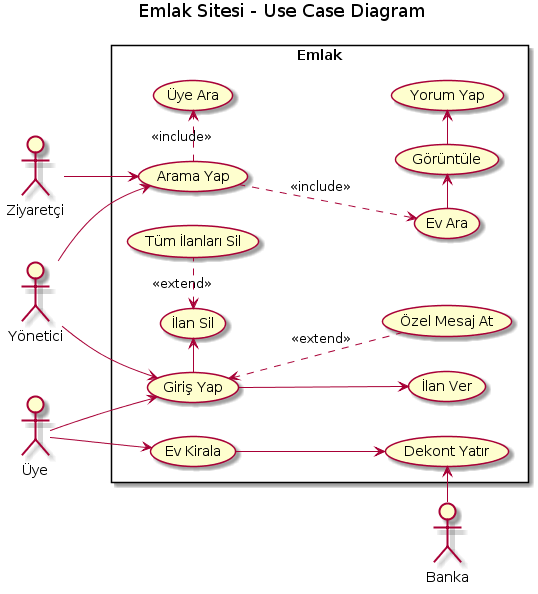 Emlak Sitesi - Use Case Diagram
Emlak
Üye Ara
Yorum Yap
«include»
Görüntüle
Arama Yap
«include»
Ziyaretçi
Ev Ara
Tüm İlanları Sil
«extend»
İlan Sil
Özel Mesaj At
Yönetici
«extend»
Giriş Yap
İlan Ver
Ev Kirala
Dekont Yatır
Üye
Banka